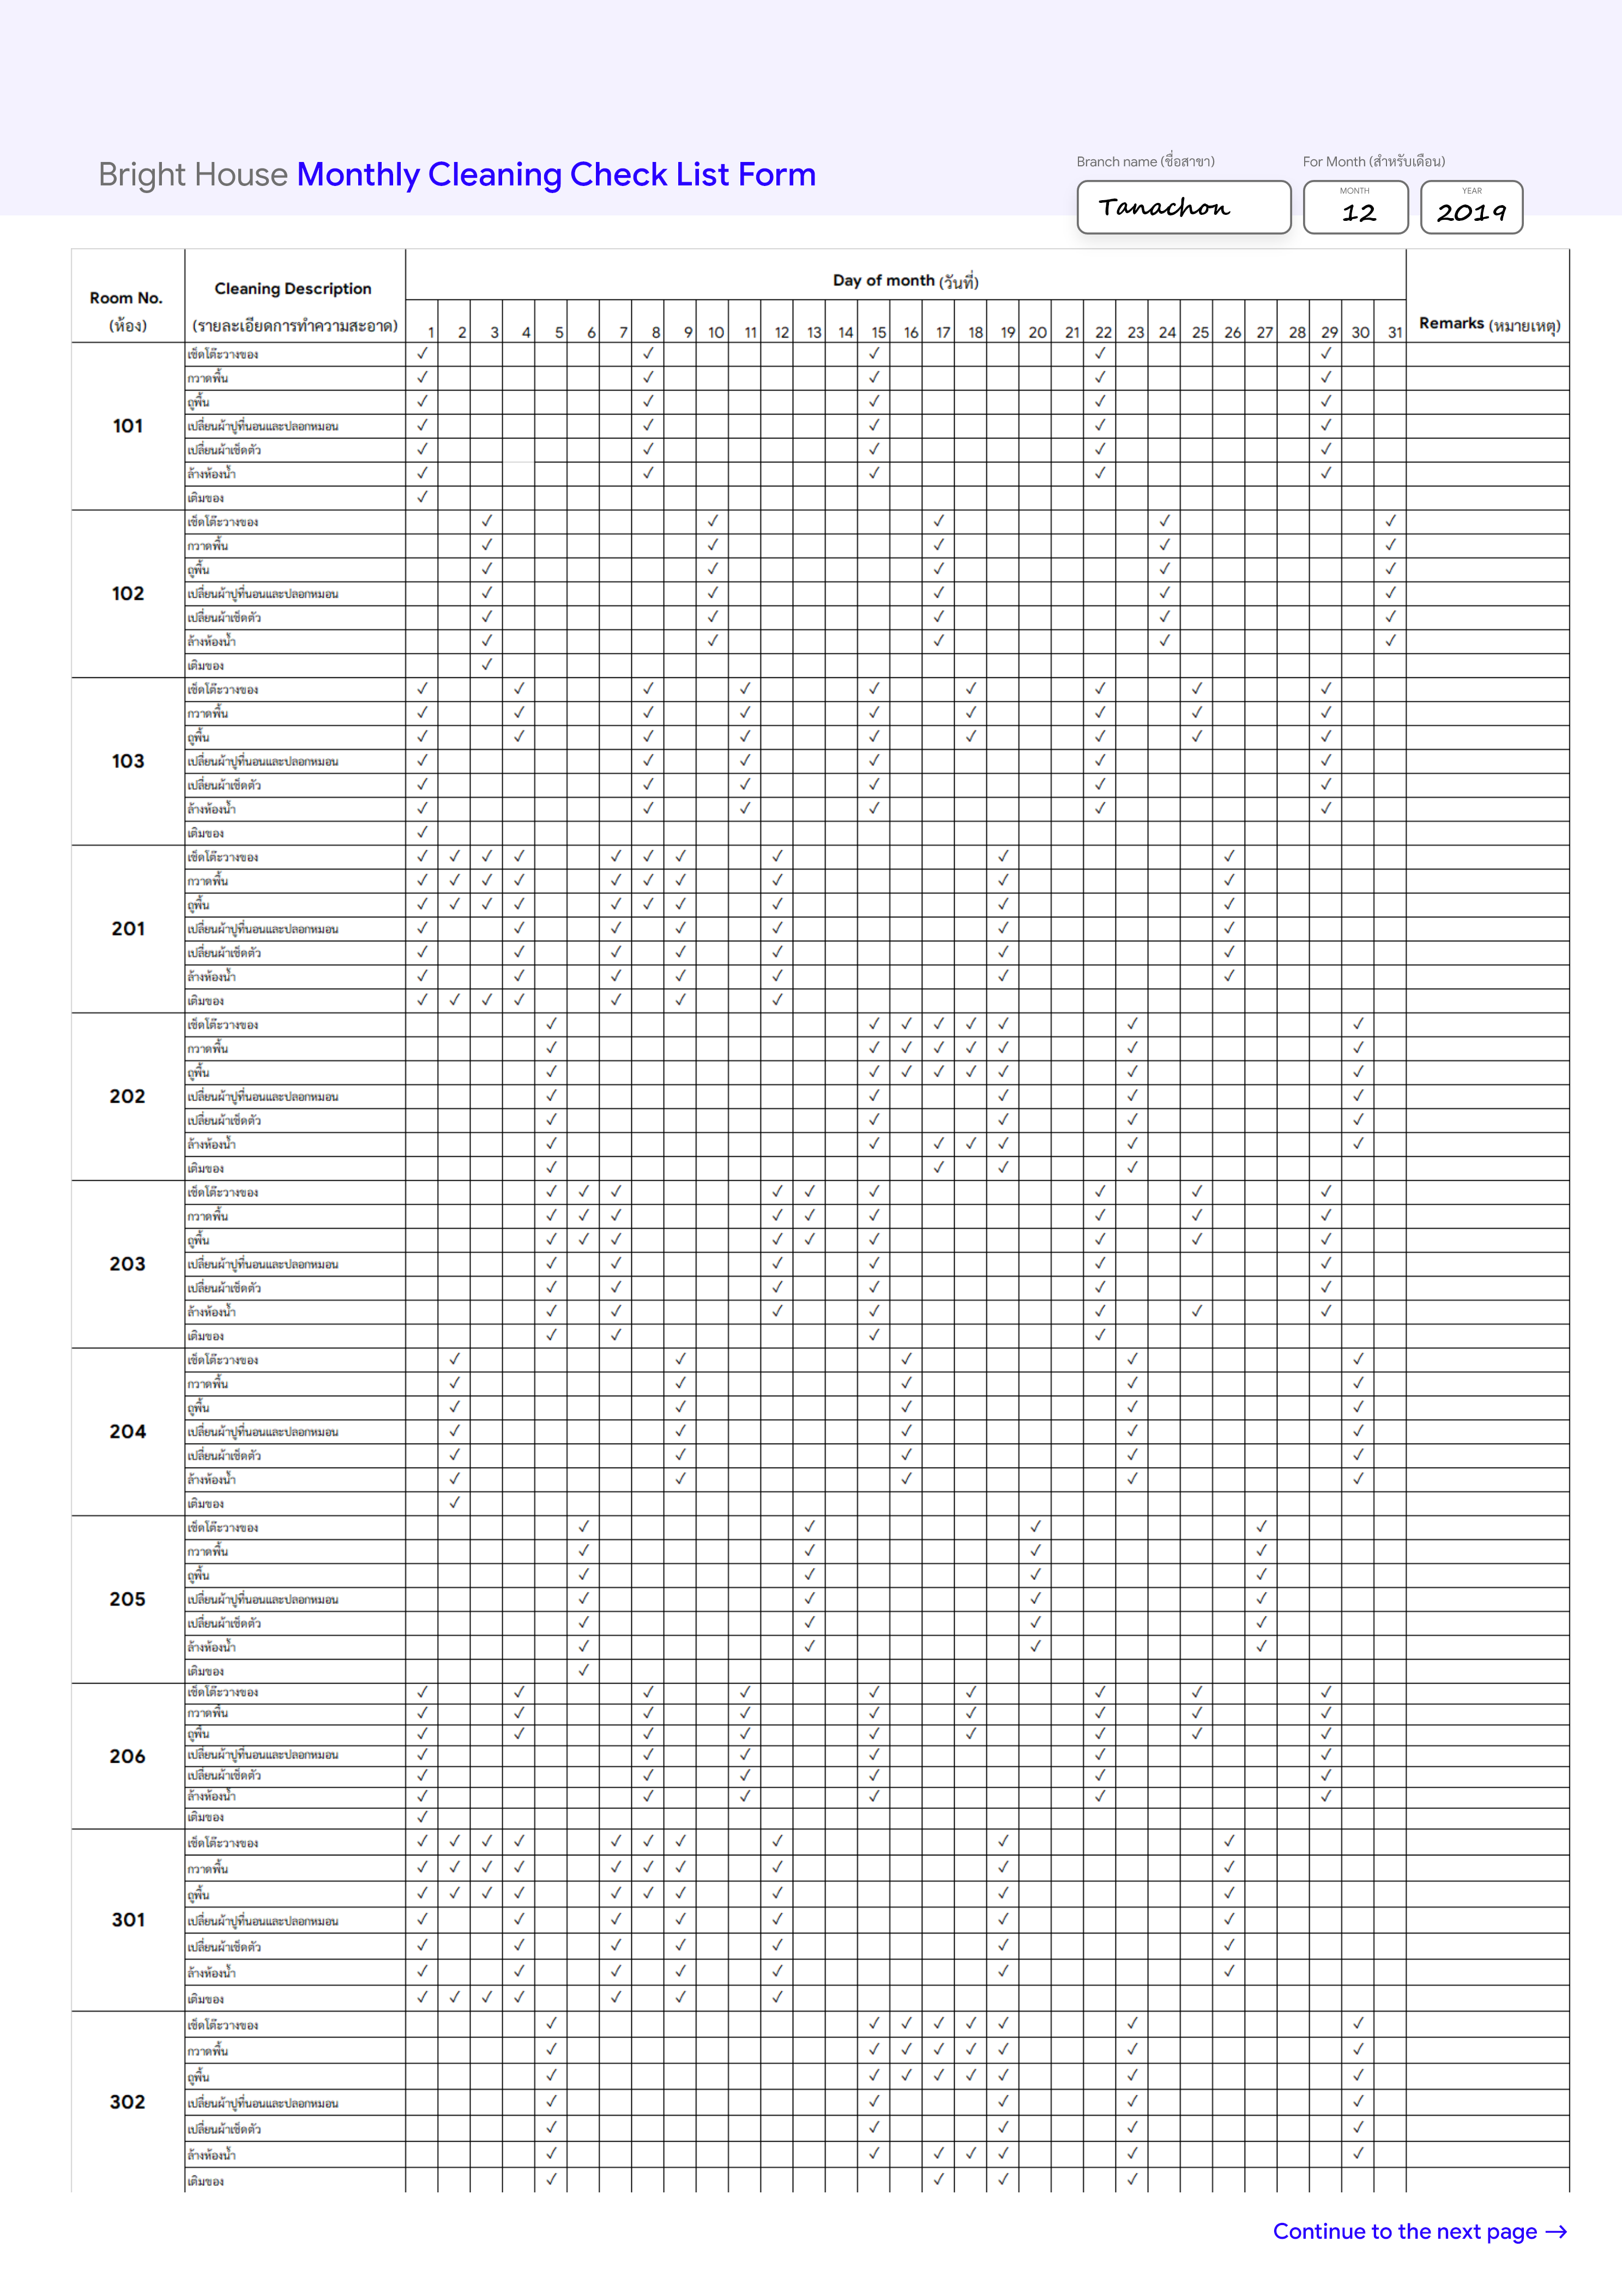 Bright House Monthly Cleaning Check List Form
Branch name (ชื่อสาขา) For Month (สำหรับเดือน)
Tanachon MONTH 12 YEAR 2019
Room No. (ห้อง) Cleaning Description (รายละเอียดการทำความสะอาด) Day of month (วันที่) Remarks (หมายเหตุ)
1 2 3 4 5 6 7 8 9 10 11 12 13 14 15 16 17 18 19 20 21 22 23 24 25 26 27 28 29 30 31
101
เช็ดโต๊ะวางของ ✓ ✓ ✓ ✓ ✓
กวาดพื้น ✓ ✓ ✓ ✓ ✓
ถูพื้น ✓ ✓ ✓ ✓ ✓
เปลี่ยนผ้าปูที่นอนและปลอกหมอน ✓ ✓ ✓ ✓ ✓
เปลี่ยนผ้าเช็ดตัว ✓ ✓ ✓ ✓ ✓
ล้างห้องน้ำ ✓ ✓ ✓ ✓ ✓
เติมของ ✓
102
เช็ดโต๊ะวางของ ✓ ✓ ✓ ✓ ✓
กวาดพื้น ✓ ✓ ✓ ✓ ✓
ถูพื้น ✓ ✓ ✓ ✓ ✓
เปลี่ยนผ้าปูที่นอนและปลอกหมอน ✓ ✓ ✓ ✓ ✓
เปลี่ยนผ้าเช็ดตัว ✓ ✓ ✓ ✓ ✓
ล้างห้องน้ำ ✓ ✓ ✓ ✓ ✓
เติมของ ✓
103
เช็ดโต๊ะวางของ ✓ ✓ ✓ ✓ ✓ ✓ ✓ ✓ ✓
กวาดพื้น ✓ ✓ ✓ ✓ ✓ ✓ ✓ ✓ ✓
ถูพื้น ✓ ✓ ✓ ✓ ✓ ✓ ✓ ✓ ✓
เปลี่ยนผ้าปูที่นอนและปลอกหมอน ✓ ✓ ✓ ✓ ✓ ✓
เปลี่ยนผ้าเช็ดตัว ✓ ✓ ✓ ✓ ✓ ✓
ล้างห้องน้ำ ✓ ✓ ✓ ✓ ✓ ✓
เติมของ ✓
201
เช็ดโต๊ะวางของ ✓ ✓ ✓ ✓ ✓ ✓ ✓ ✓ ✓ ✓
กวาดพื้น ✓ ✓ ✓ ✓ ✓ ✓ ✓ ✓ ✓ ✓
ถูพื้น ✓ ✓ ✓ ✓ ✓ ✓ ✓ ✓ ✓ ✓
เปลี่ยนผ้าปูที่นอนและปลอกหมอน ✓ ✓ ✓ ✓ ✓ ✓ ✓
เปลี่ยนผ้าเช็ดตัว ✓ ✓ ✓ ✓ ✓ ✓ ✓
ล้างห้องน้ำ ✓ ✓ ✓ ✓ ✓ ✓ ✓
เติมของ ✓ ✓ ✓ ✓ ✓ ✓ ✓
202
เช็ดโต๊ะวางของ ✓ ✓ ✓ ✓ ✓ ✓ ✓ ✓
กวาดพื้น ✓ ✓ ✓ ✓ ✓ ✓ ✓ ✓
ถูพื้น ✓ ✓ ✓ ✓ ✓ ✓ ✓ ✓
เปลี่ยนผ้าปูที่นอนและปลอกหมอน ✓ ✓ ✓ ✓ ✓
เปลี่ยนผ้าเช็ดตัว ✓ ✓ ✓ ✓ ✓
ล้างห้องน้ำ ✓ ✓ ✓ ✓ ✓ ✓ ✓
เติมของ ✓ ✓ ✓ ✓
203
เช็ดโต๊ะวางของ ✓ ✓ ✓ ✓ ✓ ✓ ✓ ✓ ✓
กวาดพื้น ✓ ✓ ✓ ✓ ✓ ✓ ✓ ✓ ✓
ถูพื้น ✓ ✓ ✓ ✓ ✓ ✓ ✓ ✓ ✓
เปลี่ยนผ้าปูที่นอนและปลอกหมอน ✓ ✓ ✓ ✓ ✓ ✓
เปลี่ยนผ้าเช็ดตัว ✓ ✓ ✓ ✓ ✓ ✓
ล้างห้องน้ำ ✓ ✓ ✓ ✓ ✓ ✓ ✓
เติมของ ✓ ✓ ✓ ✓
204
เช็ดโต๊ะวางของ ✓ ✓ ✓ ✓ ✓
กวาดพื้น ✓ ✓ ✓ ✓ ✓
ถูพื้น ✓ ✓ ✓ ✓ ✓
เปลี่ยนผ้าปูที่นอนและปลอกหมอน ✓ ✓ ✓ ✓ ✓
เปลี่ยนผ้าเช็ดตัว ✓ ✓ ✓ ✓ ✓
ล้างห้องน้ำ ✓ ✓ ✓ ✓ ✓
เติมของ ✓
205
เช็ดโต๊ะวางของ ✓ ✓ ✓ ✓
กวาดพื้น ✓ ✓ ✓ ✓
ถูพื้น ✓ ✓ ✓ ✓
เปลี่ยนผ้าปูที่นอนและปลอกหมอน ✓ ✓ ✓ ✓
เปลี่ยนผ้าเช็ดตัว ✓ ✓ ✓ ✓
ล้างห้องน้ำ ✓ ✓ ✓ ✓
เติมของ ✓
206
เช็ดโต๊ะวางของ ✓ ✓ ✓ ✓ ✓ ✓ ✓ ✓ ✓
กวาดพื้น ✓ ✓ ✓ ✓ ✓ ✓ ✓ ✓ ✓
ถูพื้น ✓ ✓ ✓ ✓ ✓ ✓ ✓ ✓ ✓
เปลี่ยนผ้าปูที่นอนและปลอกหมอน ✓ ✓ ✓ ✓ ✓ ✓
เปลี่ยนผ้าเช็ดตัว ✓ ✓ ✓ ✓ ✓ ✓
ล้างห้องน้ำ ✓ ✓ ✓ ✓ ✓ ✓
เติมของ ✓
301
เช็ดโต๊ะวางของ ✓ ✓ ✓ ✓ ✓ ✓ ✓ ✓ ✓ ✓
กวาดพื้น ✓ ✓ ✓ ✓ ✓ ✓ ✓ ✓ ✓ ✓
ถูพื้น ✓ ✓ ✓ ✓ ✓ ✓ ✓ ✓ ✓ ✓
เปลี่ยนผ้าปูที่นอนและปลอกหมอน ✓ ✓ ✓ ✓ ✓ ✓ ✓
เปลี่ยนผ้าเช็ดตัว ✓ ✓ ✓ ✓ ✓ ✓ ✓
ล้างห้องน้ำ ✓ ✓ ✓ ✓ ✓ ✓ ✓
เติมของ ✓ ✓ ✓ ✓ ✓ ✓ ✓
302
เช็ดโต๊ะวางของ ✓ ✓ ✓ ✓ ✓ ✓ ✓ ✓
กวาดพื้น ✓ ✓ ✓ ✓ ✓ ✓ ✓ ✓
ถูพื้น ✓ ✓ ✓ ✓ ✓ ✓ ✓ ✓
เปลี่ยนผ้าปูที่นอนและปลอกหมอน ✓ ✓ ✓ ✓ ✓
เปลี่ยนผ้าเช็ดตัว ✓ ✓ ✓ ✓ ✓
ล้างห้องน้ำ ✓ ✓ ✓ ✓ ✓ ✓ ✓
เติมของ ✓ ✓ ✓ ✓
Continue to the next page →